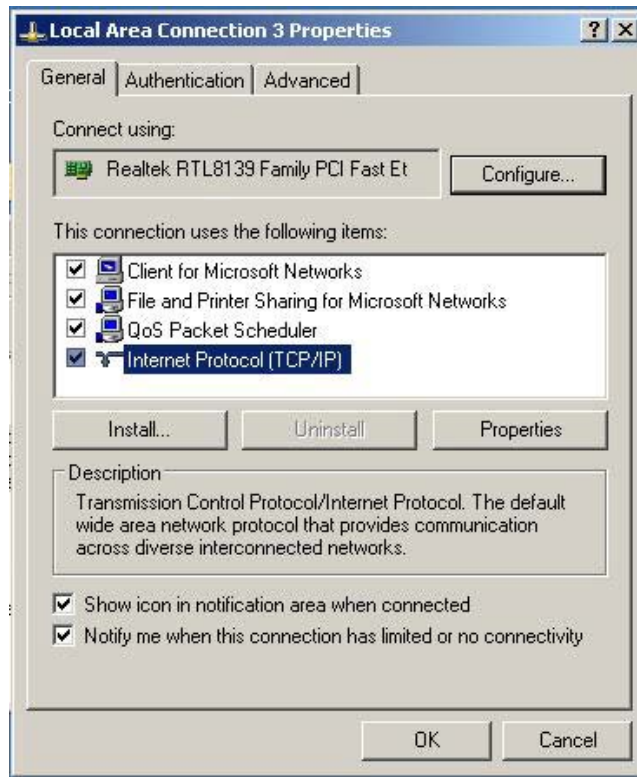 Local Area Connection 3 Properties
General
Authentication
Advanced
Connect using:
Realtek RTL8139 Family PCI Fast Et
Configure...
This connection uses the following items:
Client for Microsoft Networks
File and Printer Sharing for Microsoft Networks
QoS Packet Scheduler
Internet Protocol (TCP/IP)
Install...
Uninstall
Properties
Description
Transmission Control Protocol/Internet Protocol. The default
wide area network protocol that provides communication
across diverse interconnected networks.
Show icon in notification area when connected
Notify me when this connection has limited or no connectivity
OK
Cancel